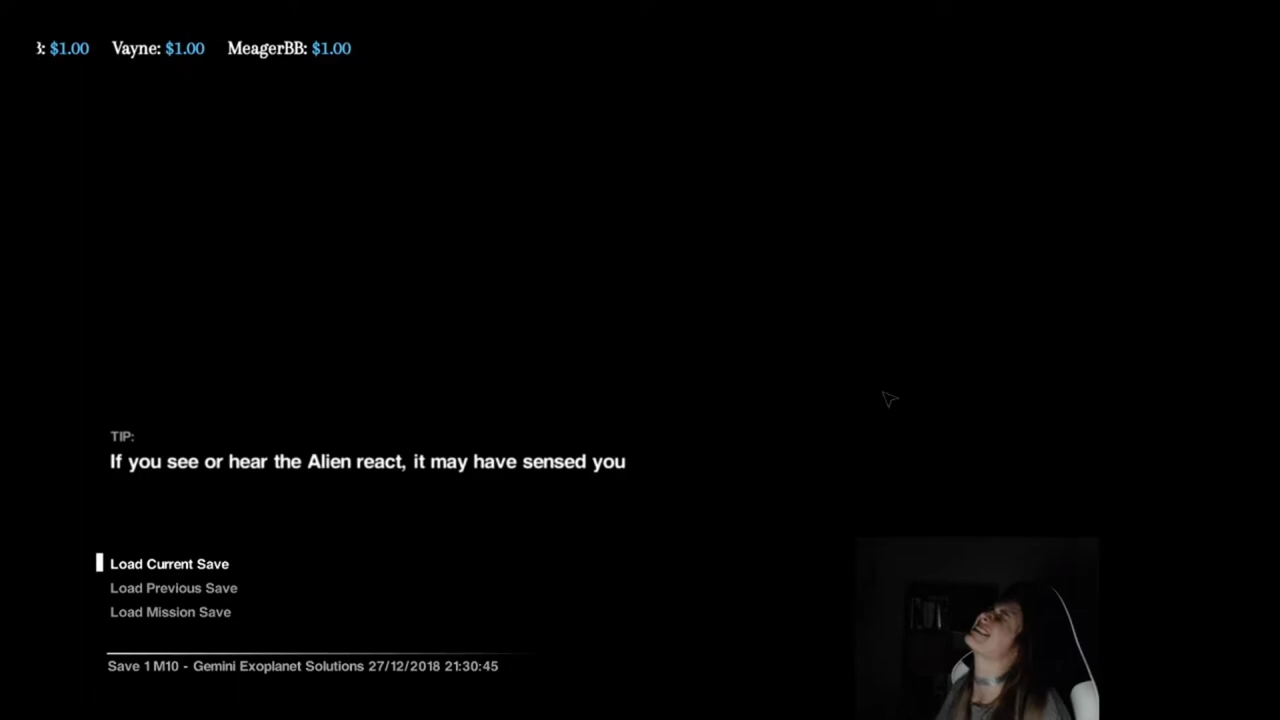 : $1.00 Vayne: $1.00 MeagerBB: $1.00
TIP:
If you see or hear the Alien react, it may have sensed you
Load Current Save
Load Previous Save
Load Mission Save
Save 1 M10 - Gemini Exoplanet Solutions 27/12/2018 21:30:45